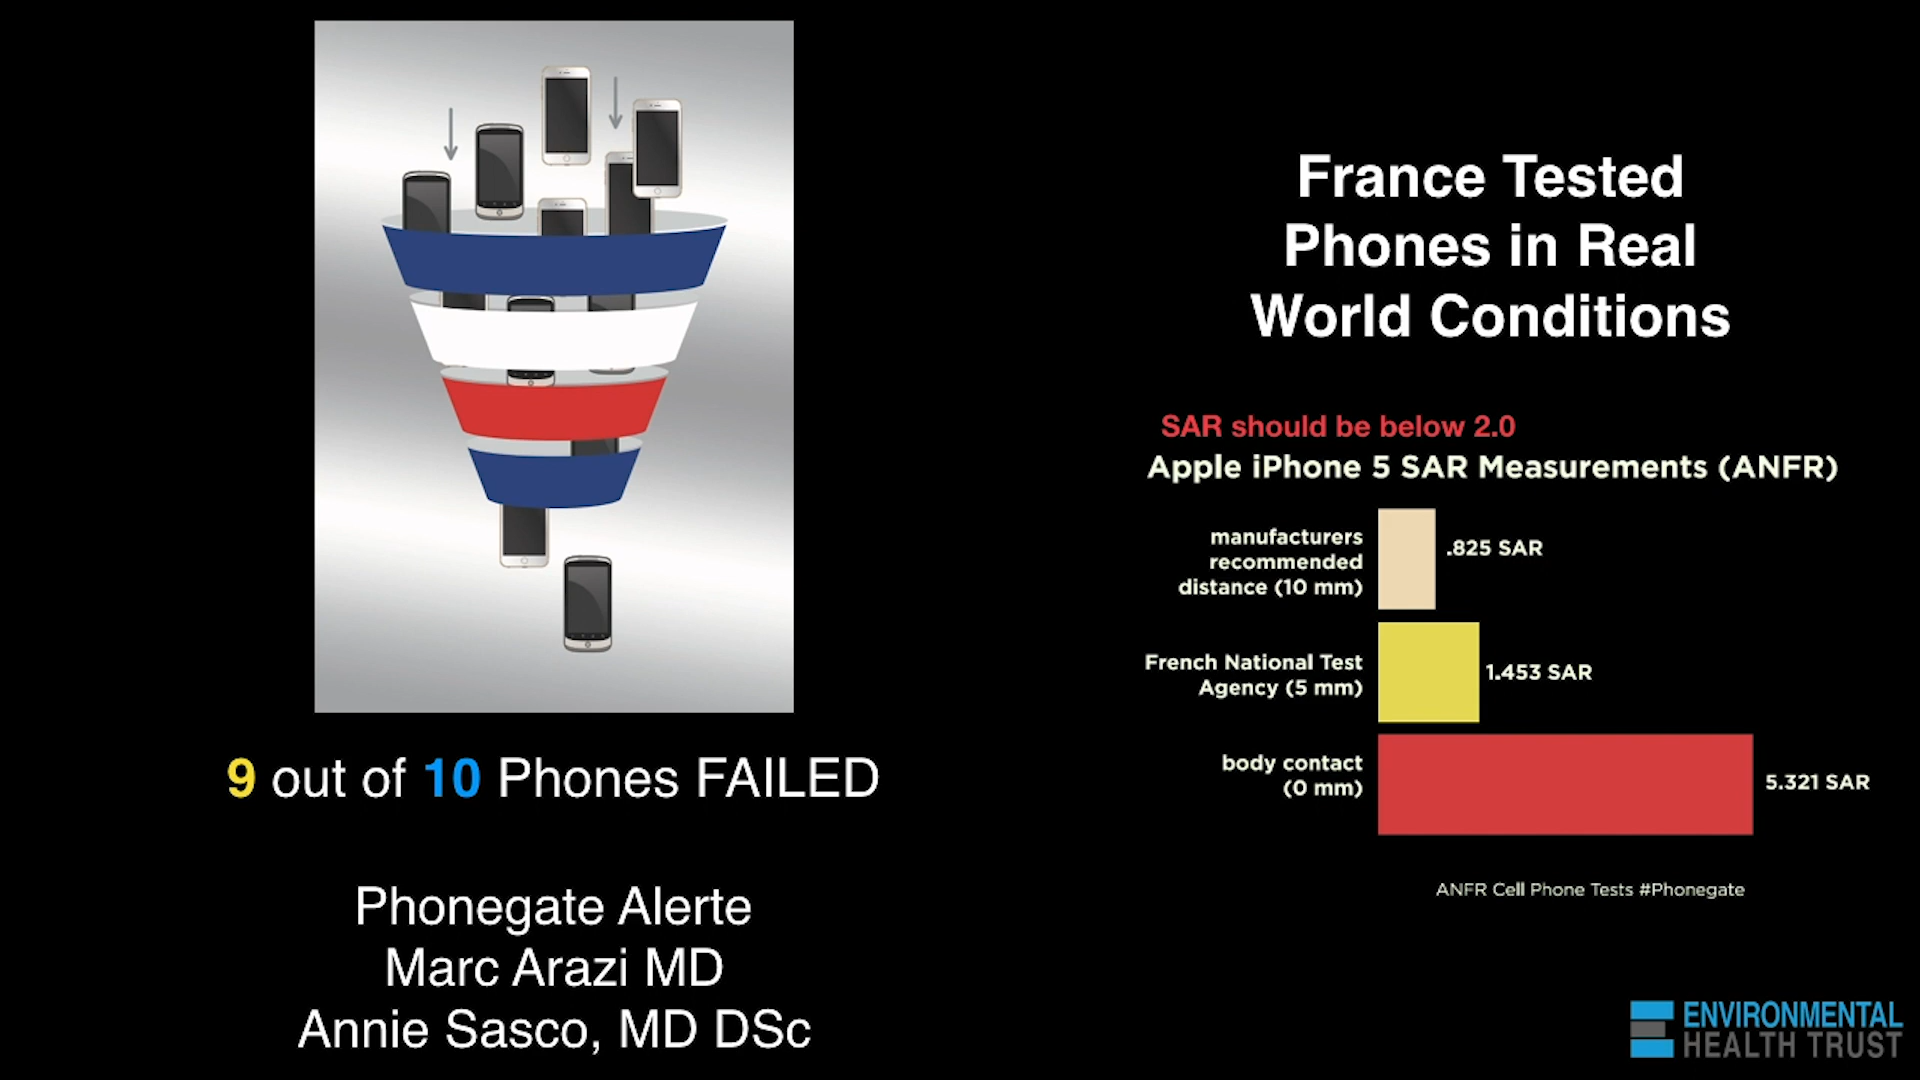 France Tested
Phones in Real
World Conditions
SAR should be below 2.0
Apple iPhone 5 SAR Measurements (ANFR)
manufacturers
recommended
distance (10 mm)
.825 SAR
French National Test
Agency (5 mm)
1.453 SAR
body contact
(0 mm)
5.321 SAR
ANFR Cell Phone Tests #Phonegate
9 out of 10 Phones FAILED
Phonegate Alerte
Marc Arazi MD
Annie Sasco, MD DSc
ENVIRONMENTAL
HEALTH TRUST